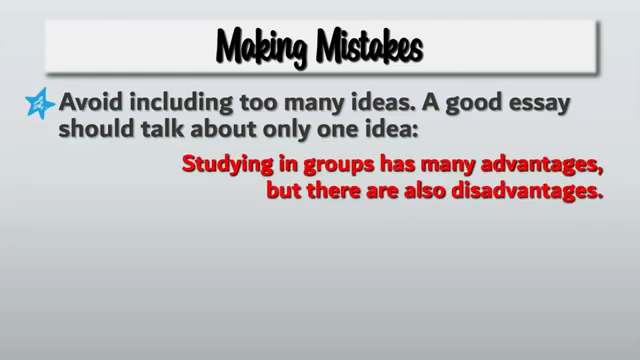 Making Mistakes
Avoid including too many ideas. A good essay
should talk about only one idea:
Studying in groups has many advantages,
but there are also disadvantages.